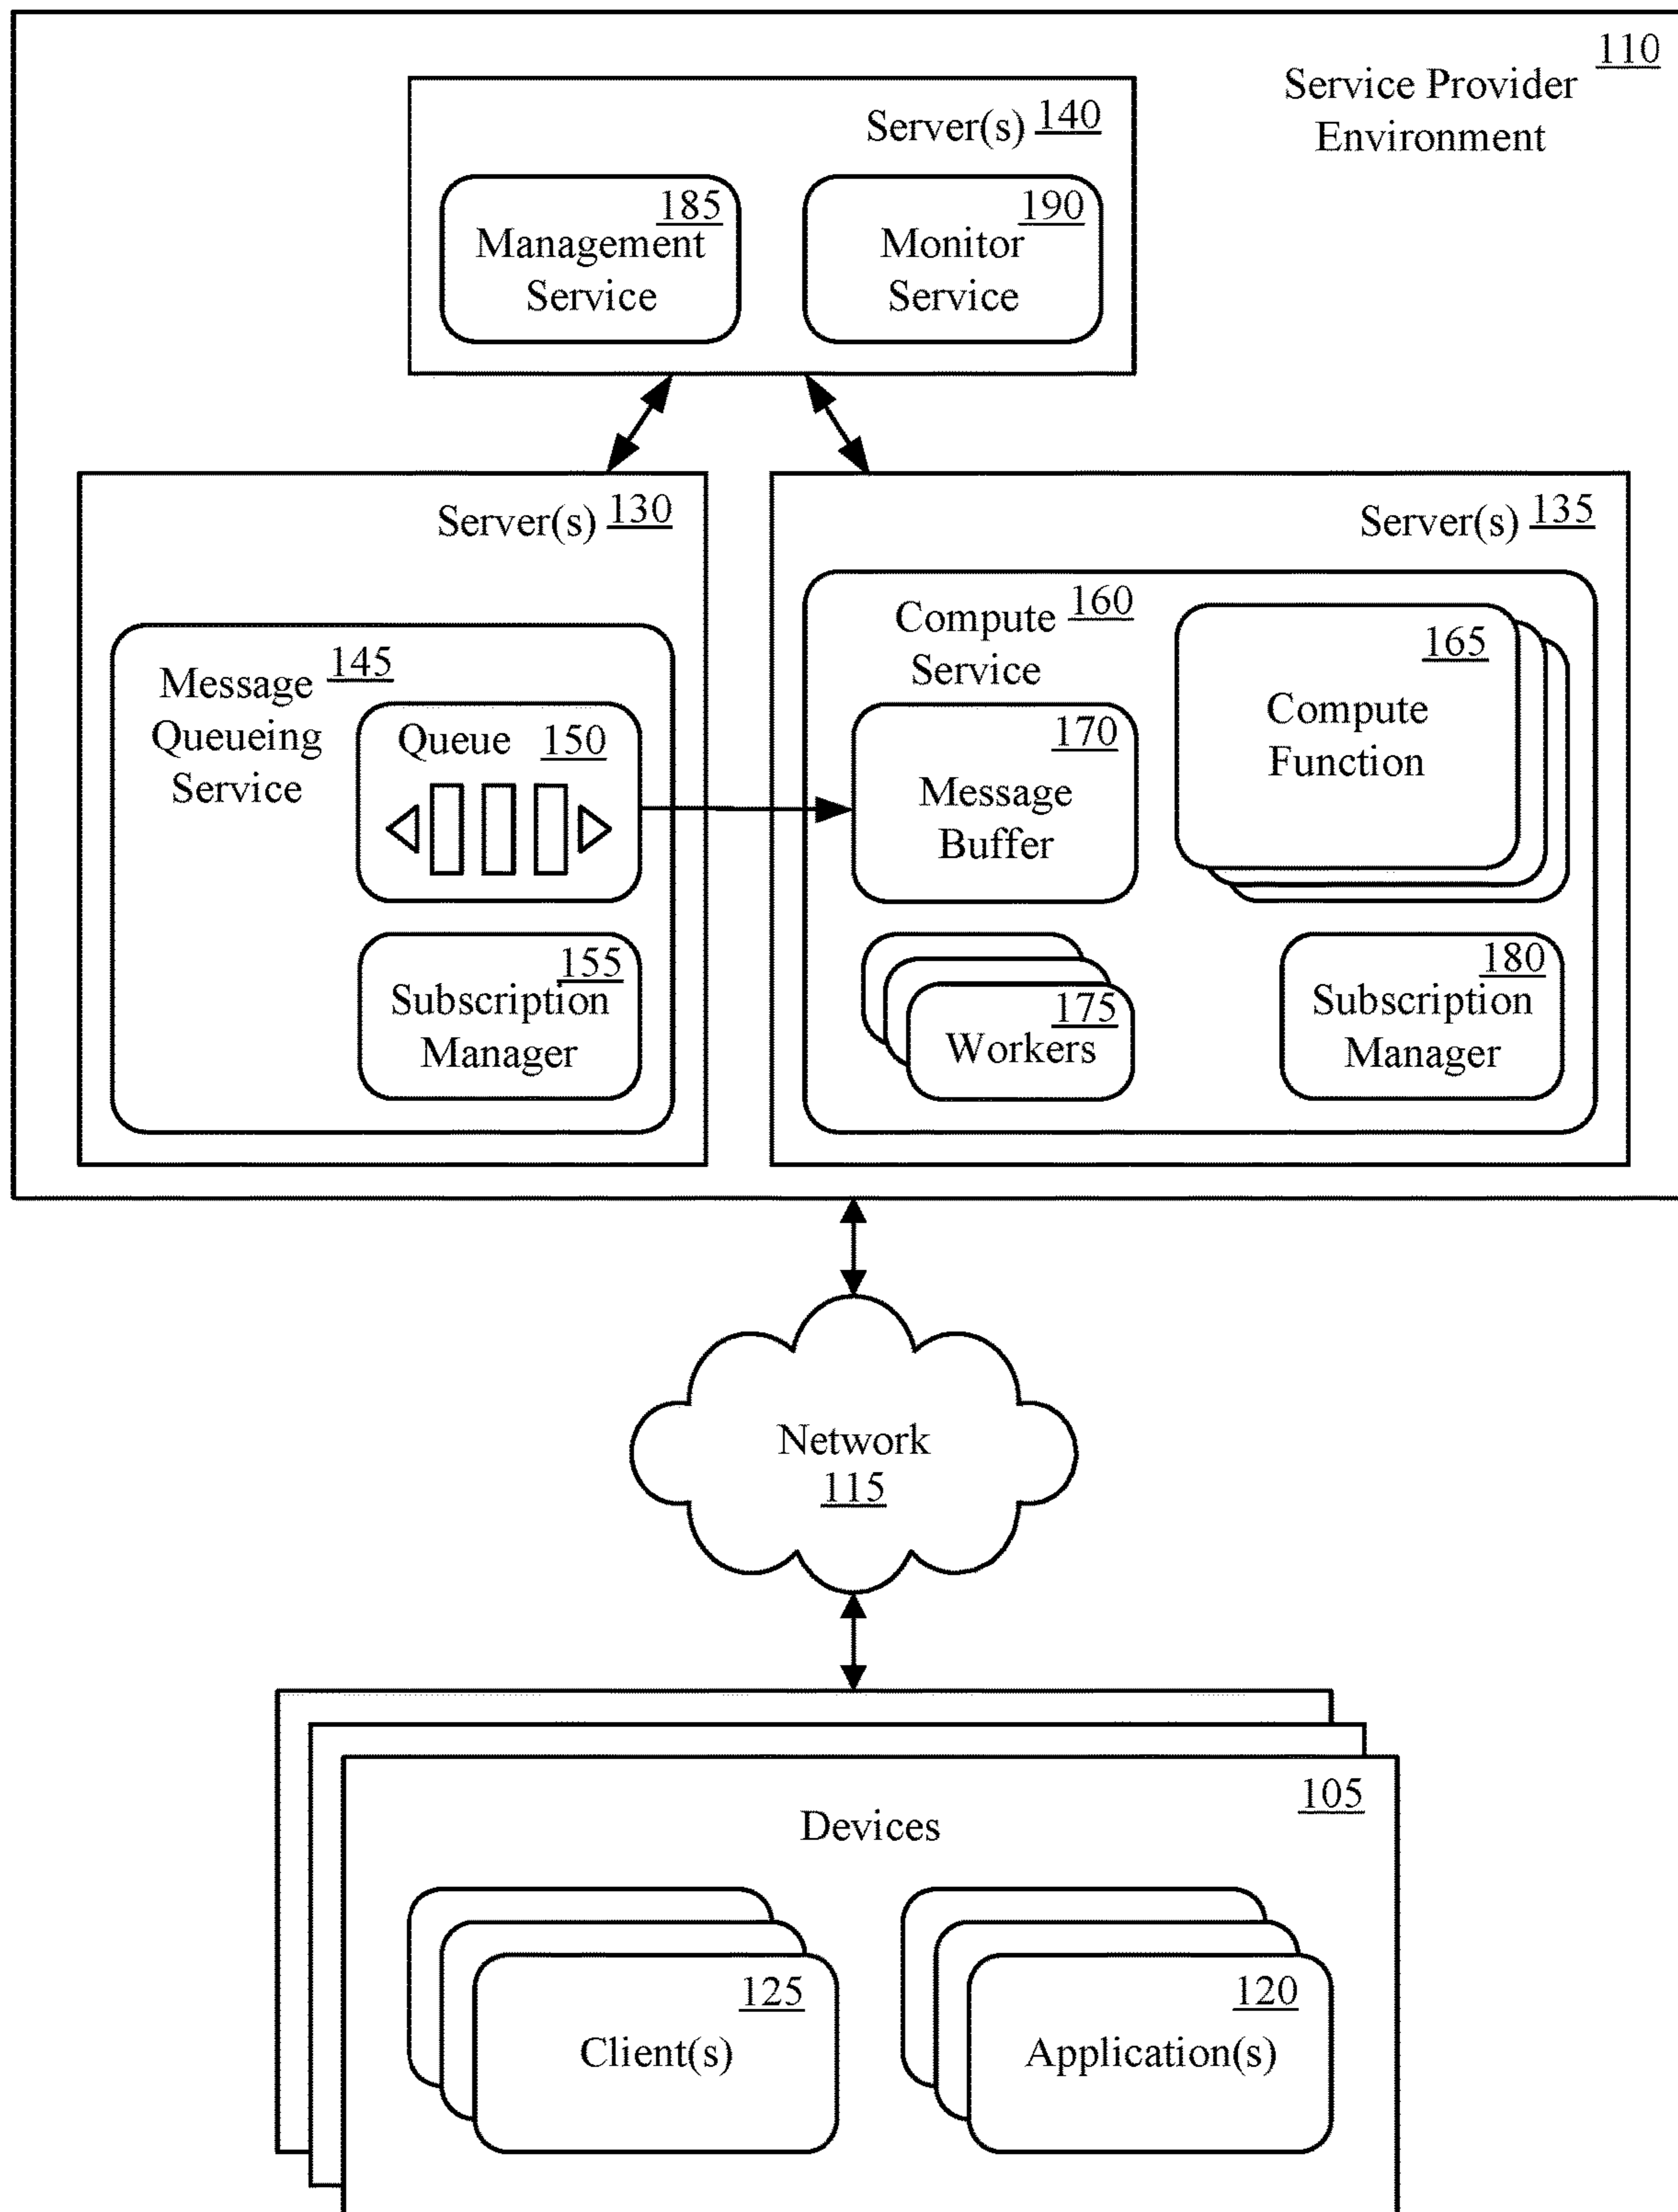 110
Service Provider
Environment
Server(s) 140
185
Management
Service
190
Monitor
Service
Server(s) 130
Message 145
Queueing
Service
Queue 150
155
Subscription
Manager
Server(s) 135
Compute 160
Service
165
Compute
Function
170
Message
Buffer
175
Workers
180
Subscription
Manager
Network
115
105
Devices
125
Client(s)
120
Application(s)